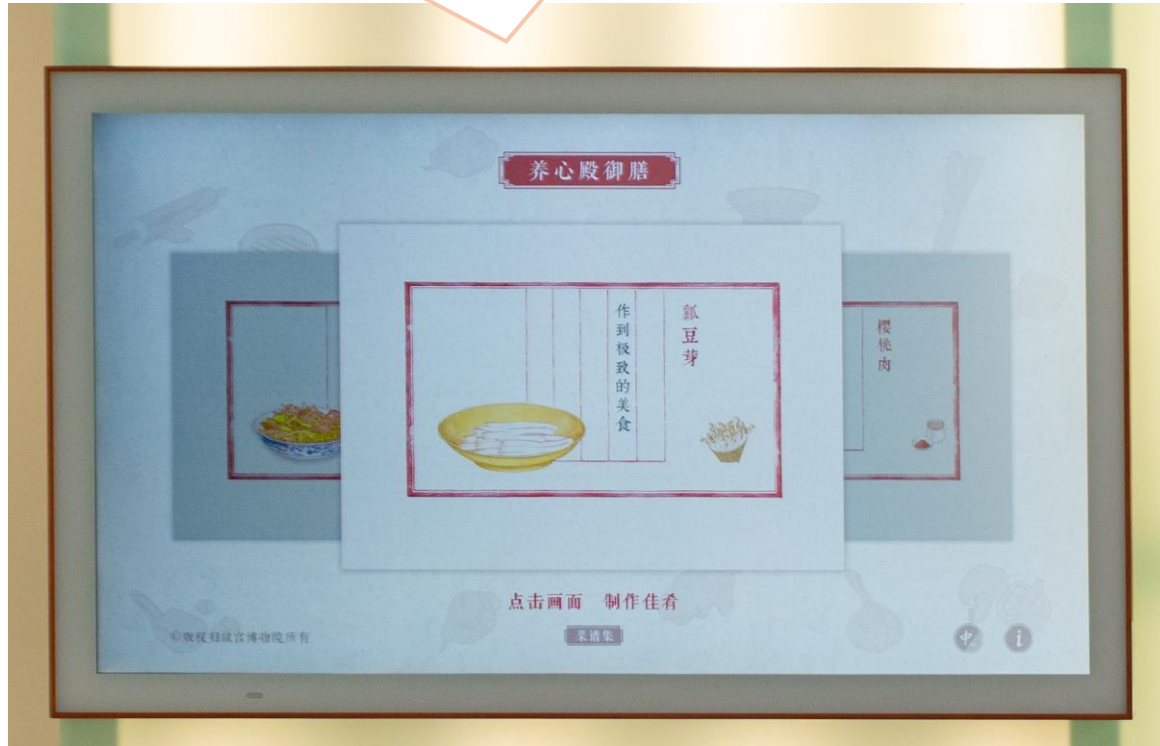 养心殿御膳
瓤豆芽
作到极致的美食
樱桃肉
点击画面 制作佳肴
菜谱集
©版权归故宫博物院所有
中
i